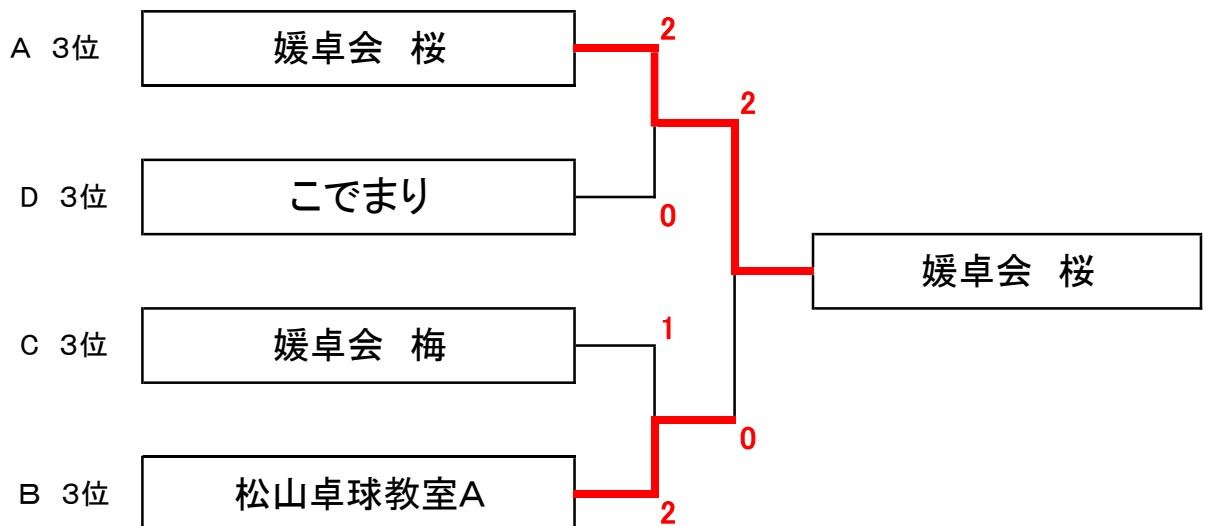 A 3位 媛卓会 桜 2
2
D 3位 こでまり 0
媛卓会 桜
C 3位 媛卓会 梅 1
0
B 3位 松山卓球教室A 2